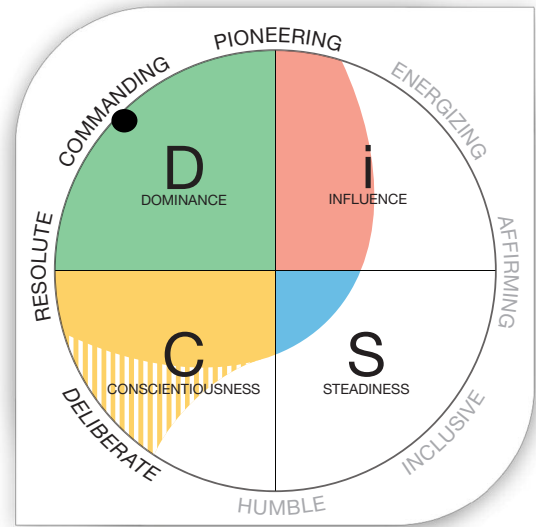 PIONEERING
COMMANDING
ENERGIZING
D
DOMINANCE
i
INFLUENCE
RESOLUTE
AFFIRMING
C
CONSCIENTIOUSNESS
S
STEADINESS
DELIBERATE
INCLUSIVE
HUMBLE